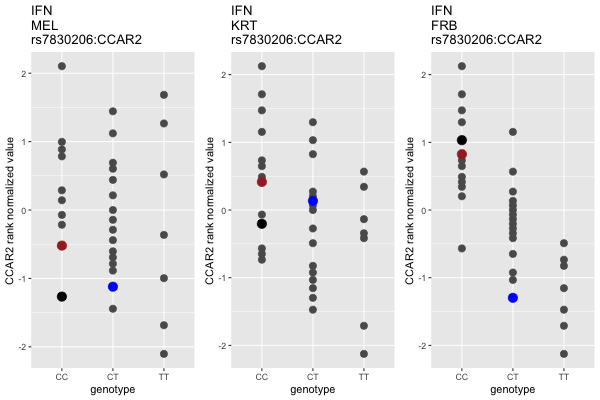 IFN
MEL
rs7830206:CCAR2
CCAR2 rank normalized value
2
1
0
-1
-2
CC
CT
TT
genotype
IFN
KRT
rs7830206:CCAR2
CCAR2 rank normalized value
2
1
0
-1
-2
CC
CT
TT
genotype
IFN
FRB
rs7830206:CCAR2
CCAR2 rank normalized value
2
1
0
-1
-2
CC
CT
TT
genotype